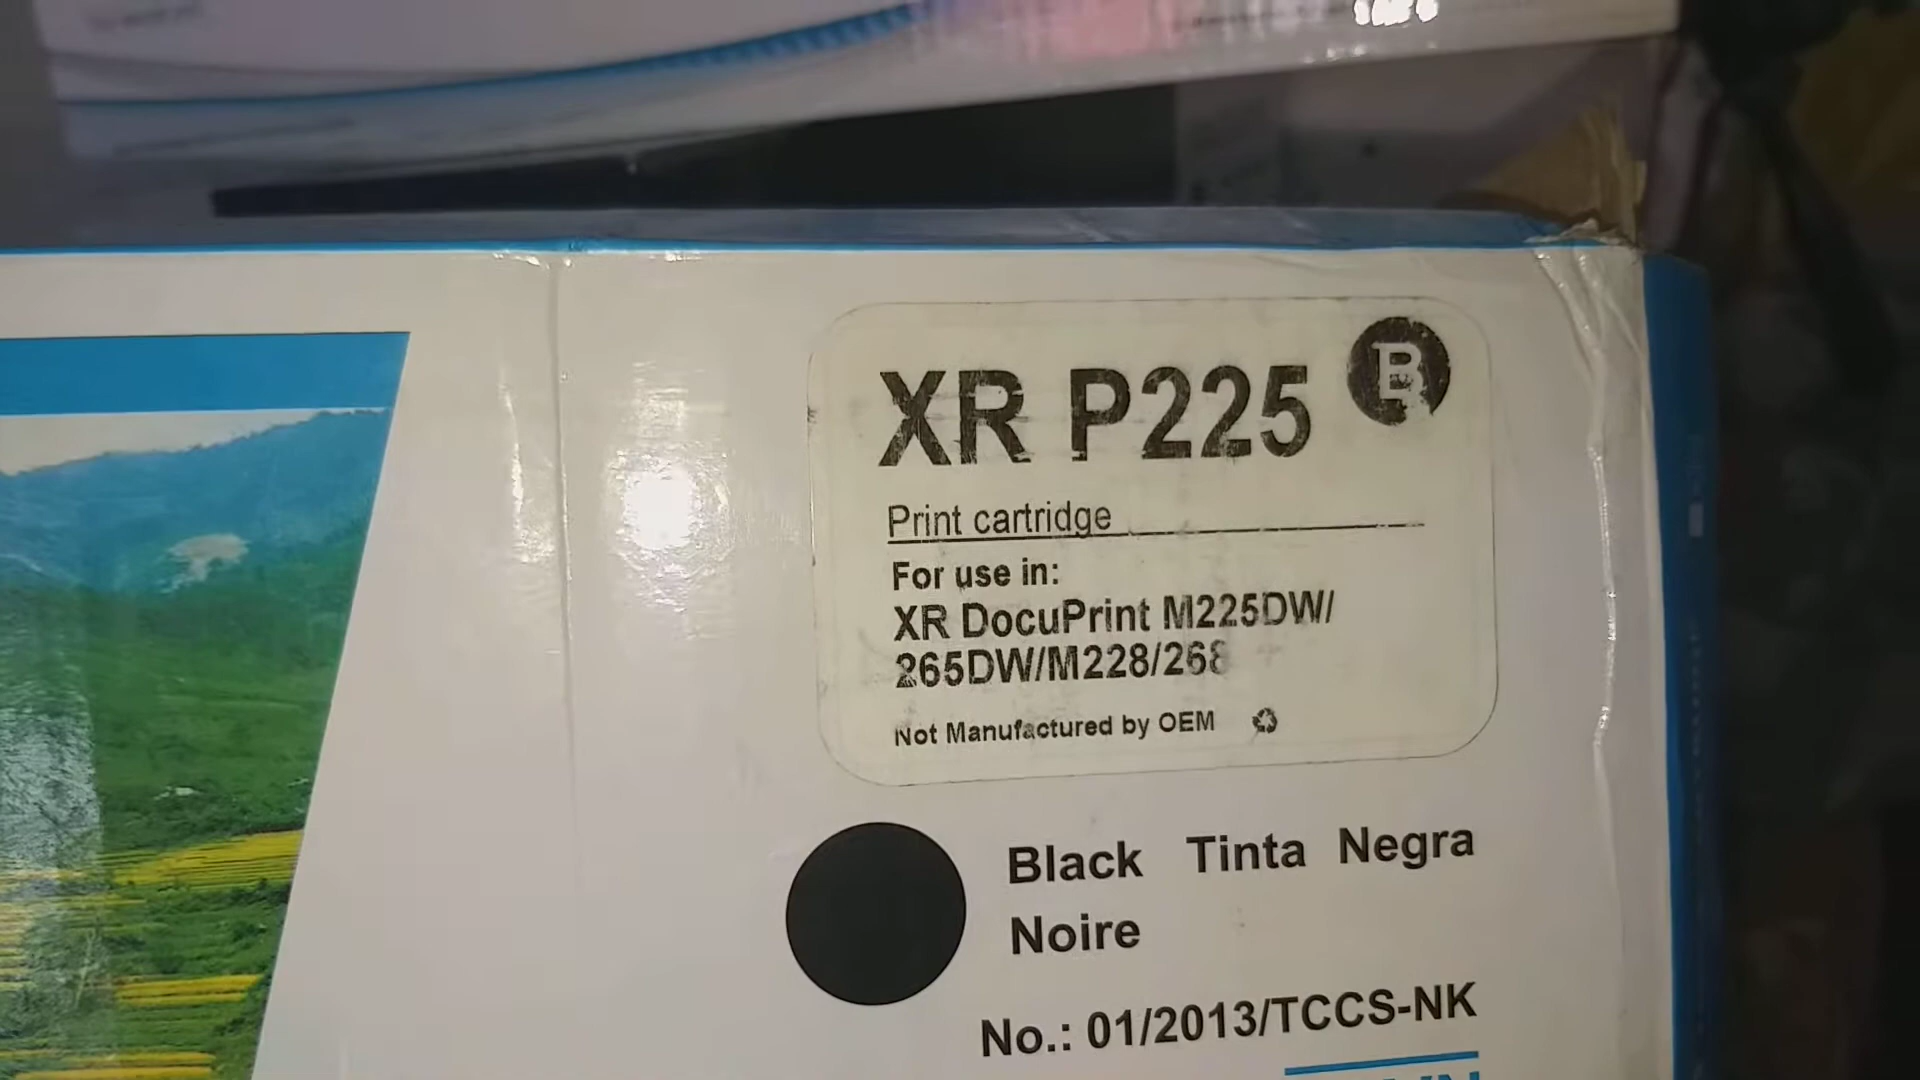 XR P225 B
Print cartridge
For use in:
XR DocuPrint M225DW/
265DW/M228/268
Not Manufactured by OEM
Black Tinta Negra
Noire
No.: 01/2013/TCCS-NK